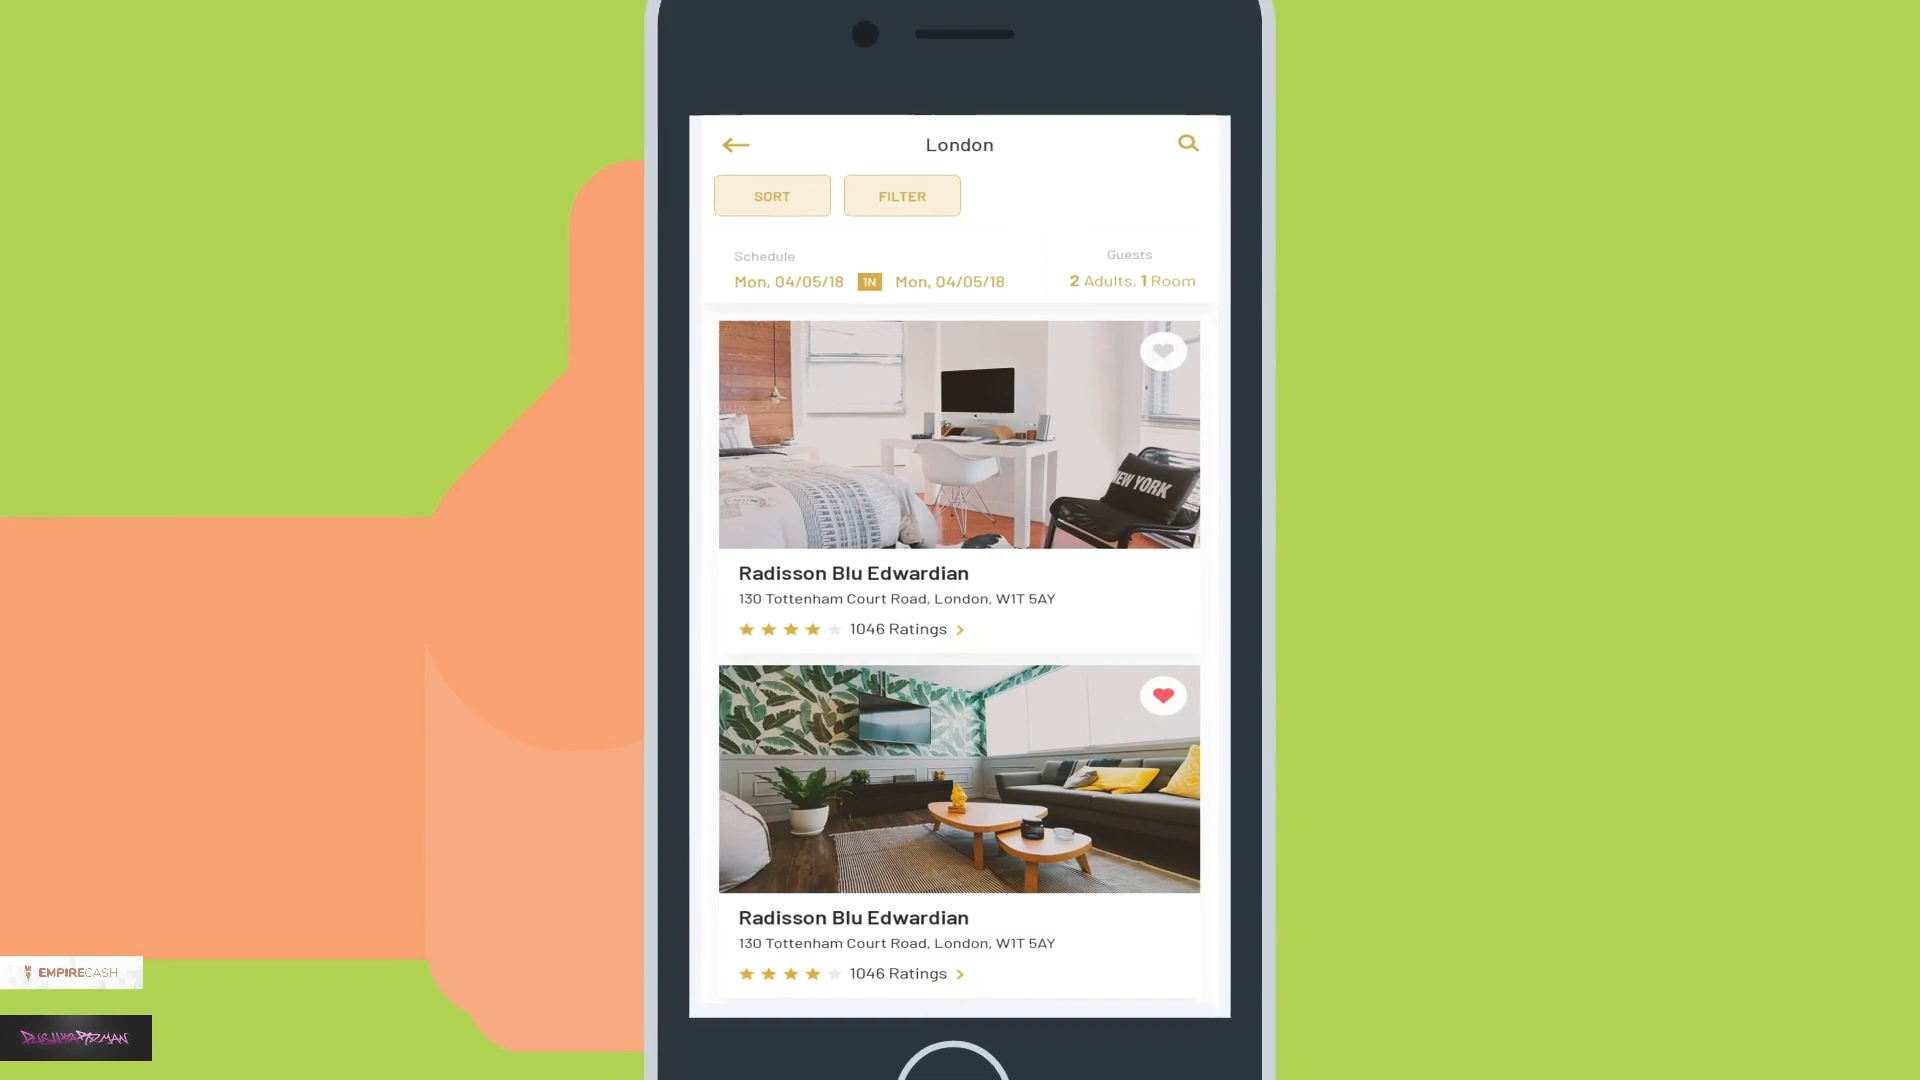 London
SORT FILTER
Schedule
Guests
Mon, 04/05/18 1N Mon, 04/05/18
2 Adults, 1 Room
NEW YORK
Radisson Blu Edwardian
130 Tottenham Court Road, London, W1T 5AY
1046 Ratings
Radisson Blu Edwardian
130 Tottenham Court Road, London, W1T 5AY
1046 Ratings
EMPIRECASH